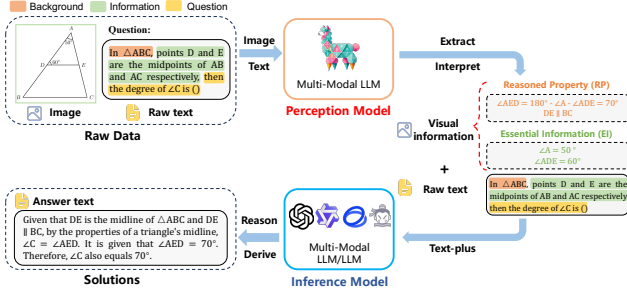 Background Information Question
A
50°
D 60° E
B C
Image
Question:
In △ABC, points D and E
are the midpoints of AB
and AC respectively, then
the degree of ∠C is ()
Raw text
Raw Data
Image
Text
Multi-Modal LLM
Perception Model
Extract
Interpret
Reasoned Property (RP)
∠AED = 180° - ∠A - ∠ADE = 70°
DE ∥ BC
Essential Information (EI)
∠A = 50 °
∠ADE = 60°
Visual
information
+
Raw text
In △ABC, points D and E are the
midpoints of AB and AC respectively,
then the degree of ∠C is ()
Text-plus
Multi-Modal
LLM/LLM
Inference Model
Reason
Derive
Answer text
Given that DE is the midline of △ABC and DE
∥ BC, by the properties of a triangle's midline,
∠C = ∠AED. It is given that ∠AED = 70°.
Therefore, ∠C also equals 70°.
Solutions